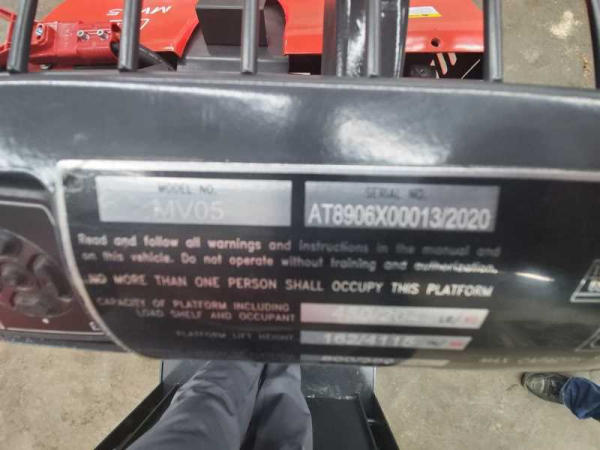 MV05
MODEL NO.
SERIAL NO.
MV05
AT8906X00013/2020
Read and follow all warnings and instructions in the manual and
on this vehicle. Do not operate without training and authorization.
NO MORE THAN ONE PERSON SHALL OCCUPY THIS PLATFORM
CAPACITY OF PLATFORM INCLUDING
LOAD SHELF AND OCCUPANT
PLATFORM LIFT HEIGHT